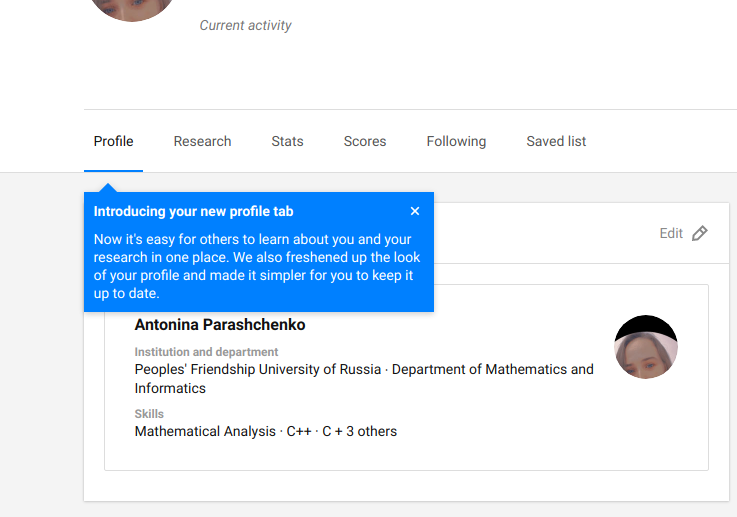 Current activity
Profile Research Stats Scores Following Saved list
Introducing your new profile tab
Now it's easy for others to learn about you and your
research in one place. We also freshened up the look
of your profile and made it simpler for you to keep it
up to date.
Edit
Antonina Parashchenko
Institution and department
Peoples' Friendship University of Russia · Department of Mathematics and
Informatics
Skills
Mathematical Analysis · C++ · C + 3 others